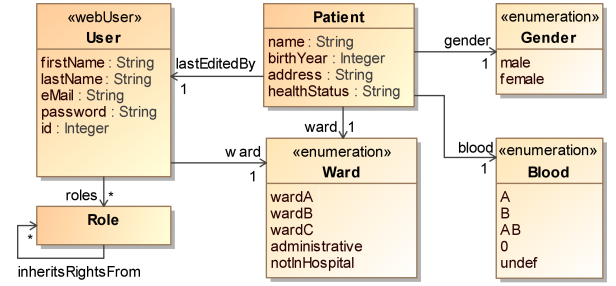 «webUser»
User
firstName : String
lastName : String
eMail : String
password : String
id : Integer
Patient
name : String
birthYear : Integer
address : String
healthStatus : String
«enumeration»
Gender
male
female
lastEditedBy
1
gender
1
ward 1
blood
1
ward
1
«enumeration»
Ward
wardA
wardB
wardC
administrative
notInHospital
«enumeration»
Blood
A
B
AB
0
undef
roles *
Role
*
inheritsRightsFrom